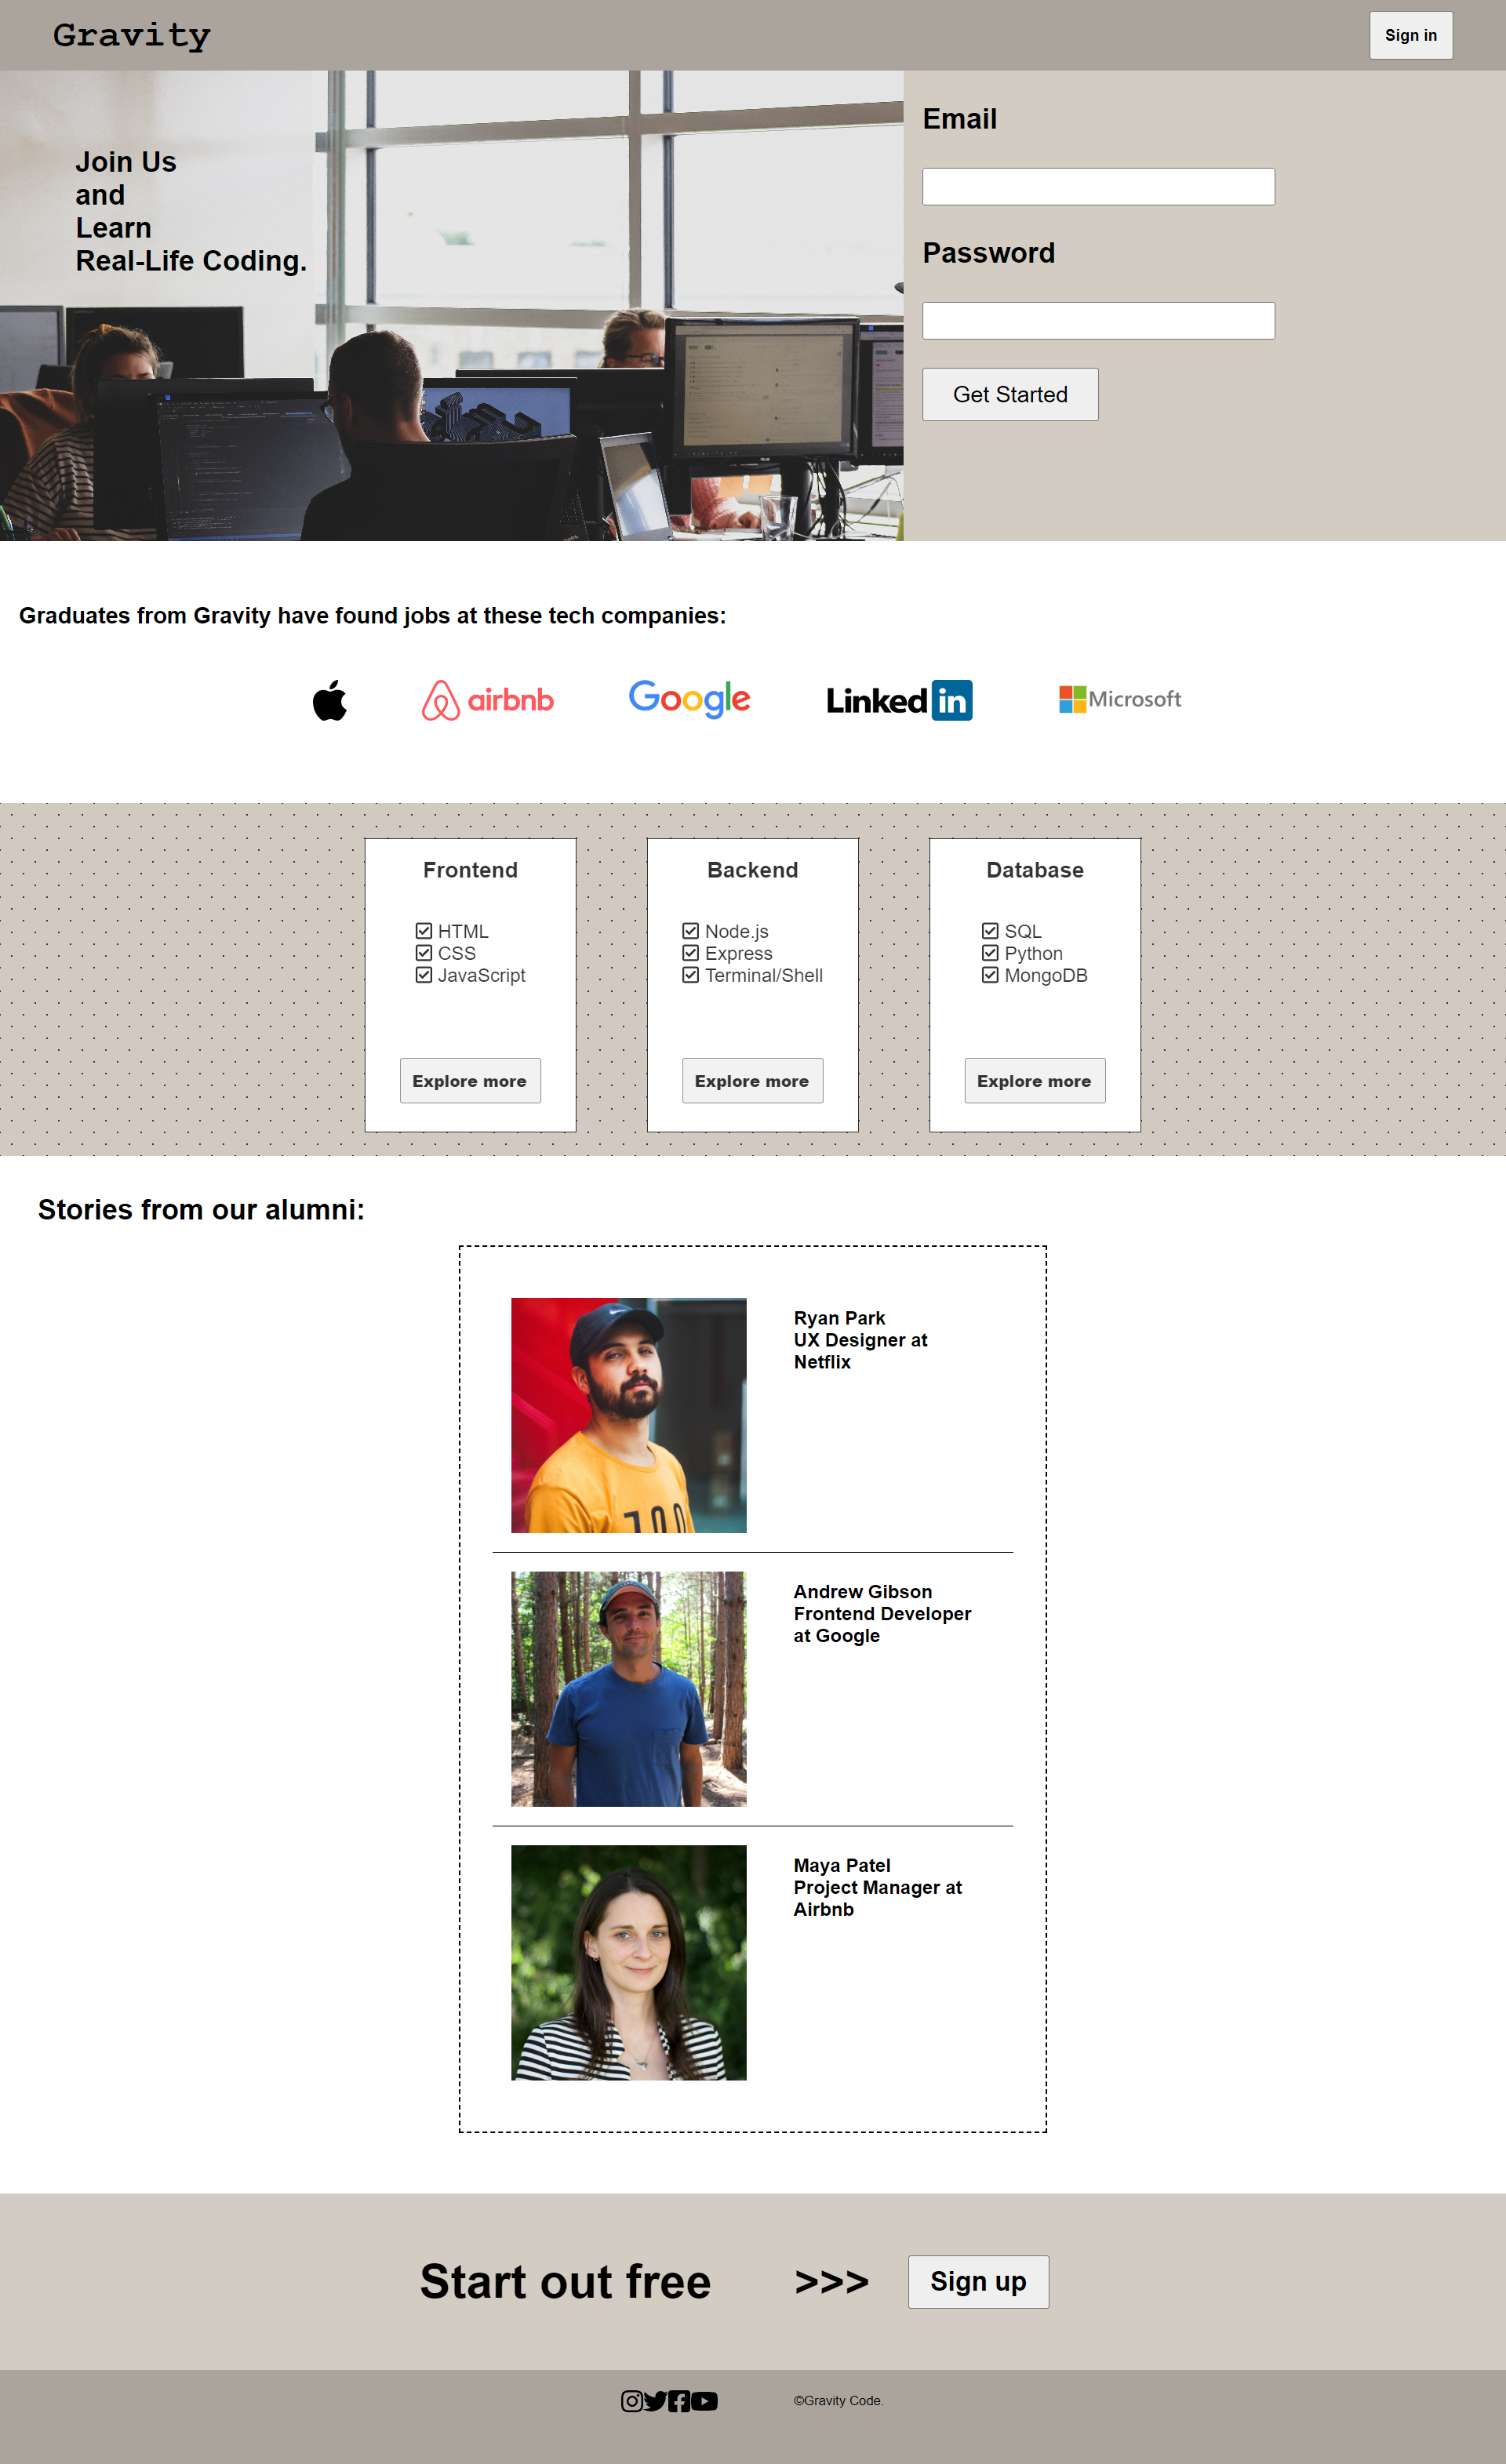 Gravity
Sign in
Join Us
and
Learn
Real-Life Coding.
Email
Password
Get Started
Graduates from Gravity have found jobs at these tech companies:
airbnb
Google
Linked in
Microsoft
Frontend
HTML
CSS
JavaScript
Explore more
Backend
Node.js
Express
Terminal/Shell
Explore more
Database
SQL
Python
MongoDB
Explore more
Stories from our alumni:
Ryan Park
UX Designer at
Netflix
Andrew Gibson
Frontend Developer
at Google
Maya Patel
Project Manager at
Airbnb
Start out free
>>>
Sign up
©Gravity Code.